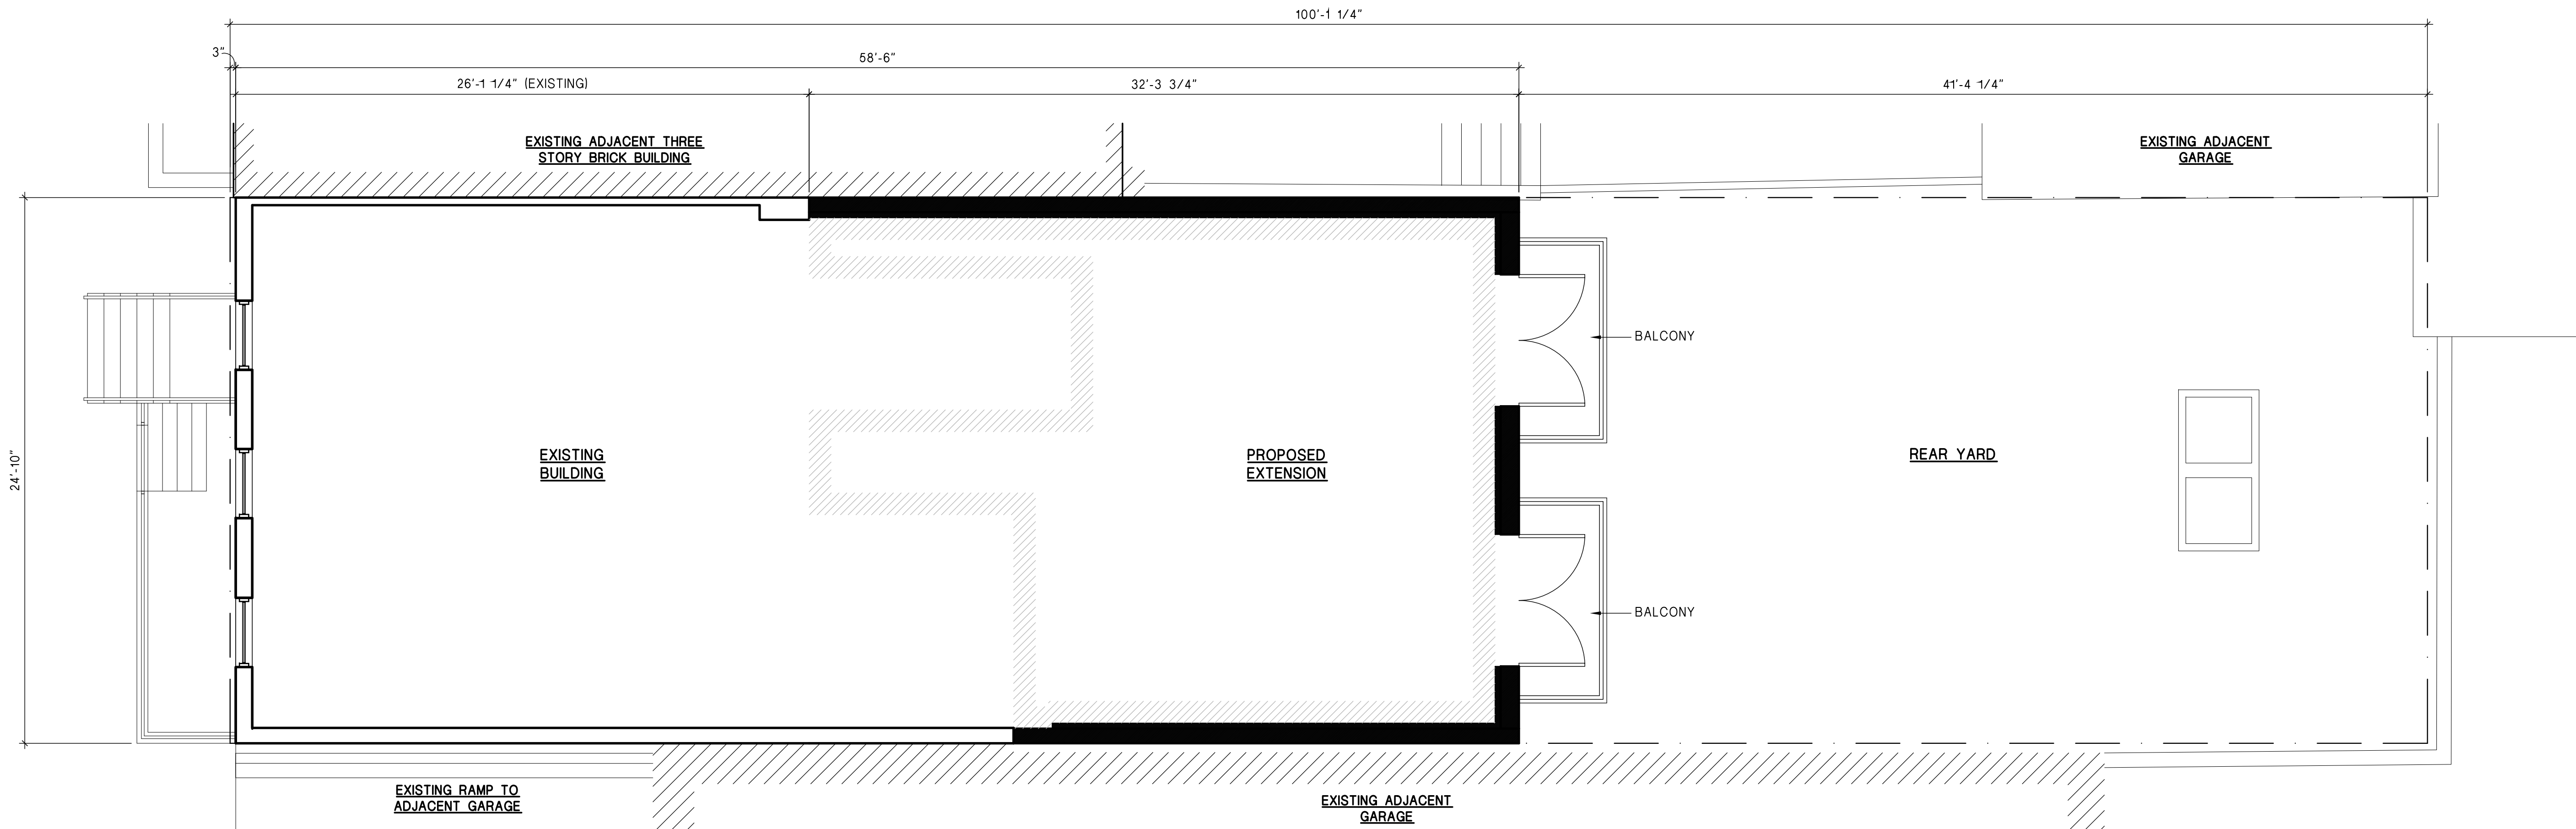 100'-1 1/4"
3"
58'-6"
26'-1 1/4" (EXISTING)
32'-3 3/4"
41'-4 1/4"
EXISTING ADJACENT THREE
STORY BRICK BUILDING
EXISTING ADJACENT
GARAGE
BALCONY
24'-10"
EXISTING
BUILDING
PROPOSED
EXTENSION
REAR YARD
BALCONY
EXISTING RAMP TO
ADJACENT GARAGE
EXISTING ADJACENT
GARAGE